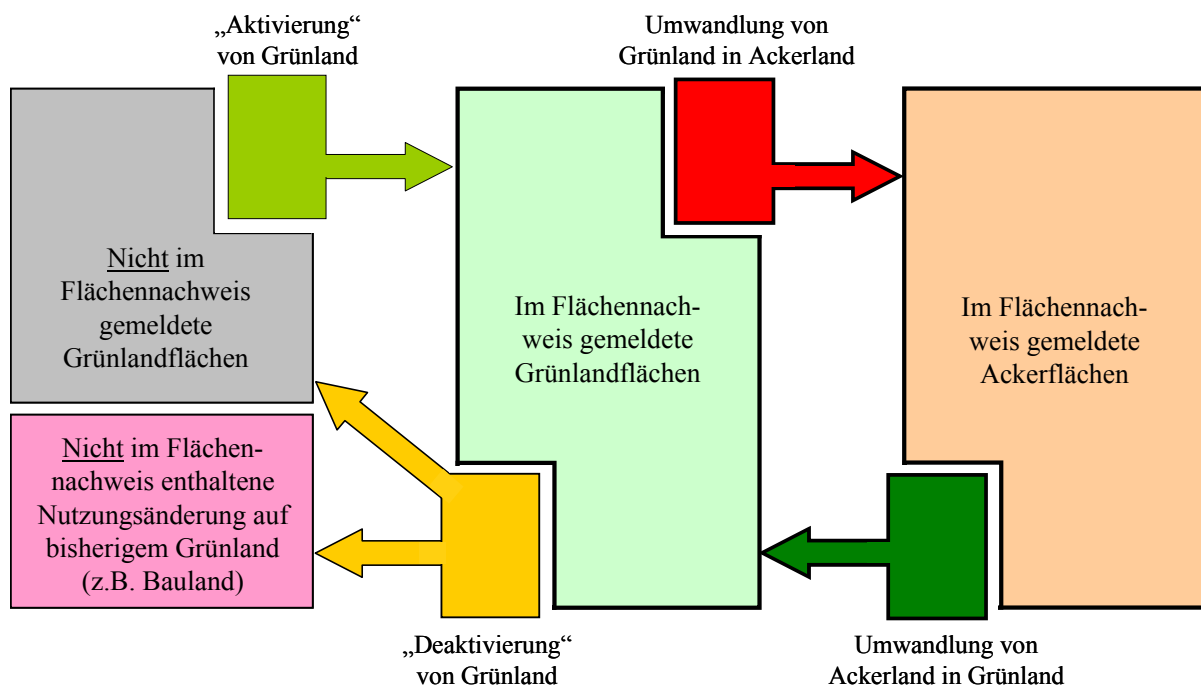 „Aktivierung“
von Grünland
Umwandlung von
Grünland in Ackerland
Nicht im
Flächennachweis
gemeldete
Grünlandflächen
Im Flächennach-
weis gemeldete
Grünlandflächen
Im Flächennach-
weis gemeldete
Ackerflächen
Nicht im Flächen-
nachweis enthaltene
Nutzungsänderung auf
bisherigem Grünland
(z.B. Bauland)
„Deaktivierung“
von Grünland
Umwandlung von
Ackerland in Grünland